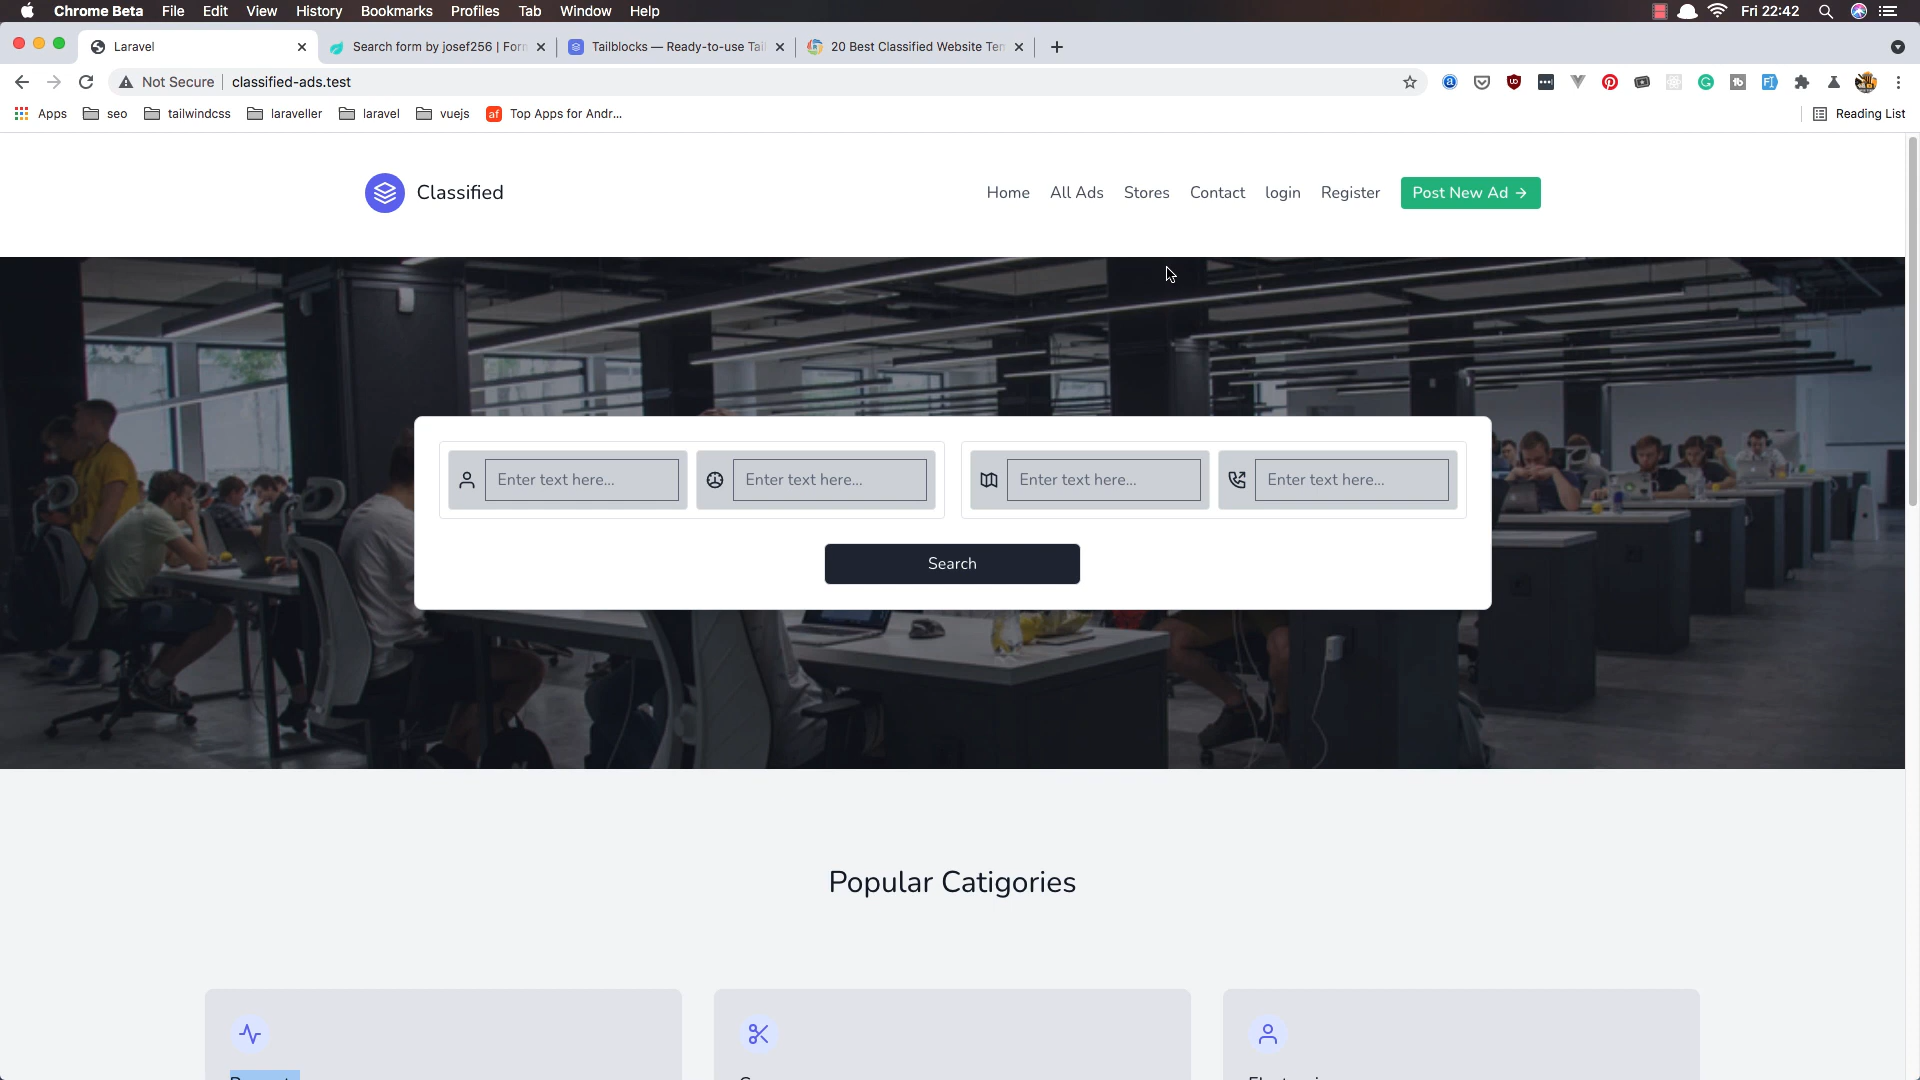 Chrome Beta File Edit View History Bookmarks Profiles Tab Window Help Fri 22:42
Laravel Search form by josef256 | Forn Tailblocks — Ready-to-use Tail 20 Best Classified Website Ten
Not Secure classified-ads.test
Apps seo tailwindcss laraveller laravel vuejs af Top Apps for Andr... Reading List
Classified Home All Ads Stores Contact login Register Post New Ad →
Enter text here... Enter text here... Enter text here... Enter text here...
Search
Popular Catigories